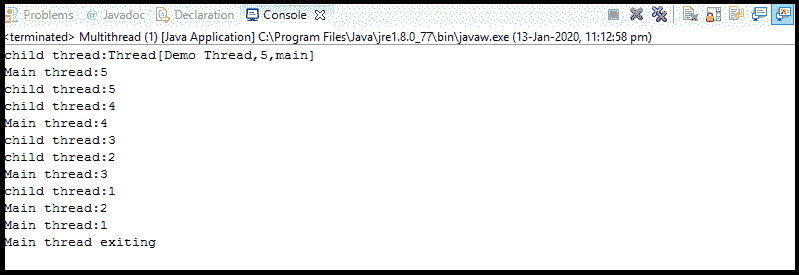 Problems @ Javadoc Declaration Console
<terminated> Multithread (1) [Java Application] C:\Program Files\Java\jre1.8.0_77\bin\javaw.exe (13-Jan-2020, 11:12:58 pm)
child thread:Thread[Demo Thread,5,main]
Main thread:5
child thread:5
child thread:4
Main thread:4
child thread:3
child thread:2
Main thread:3
child thread:1
Main thread:2
Main thread:1
Main thread exiting